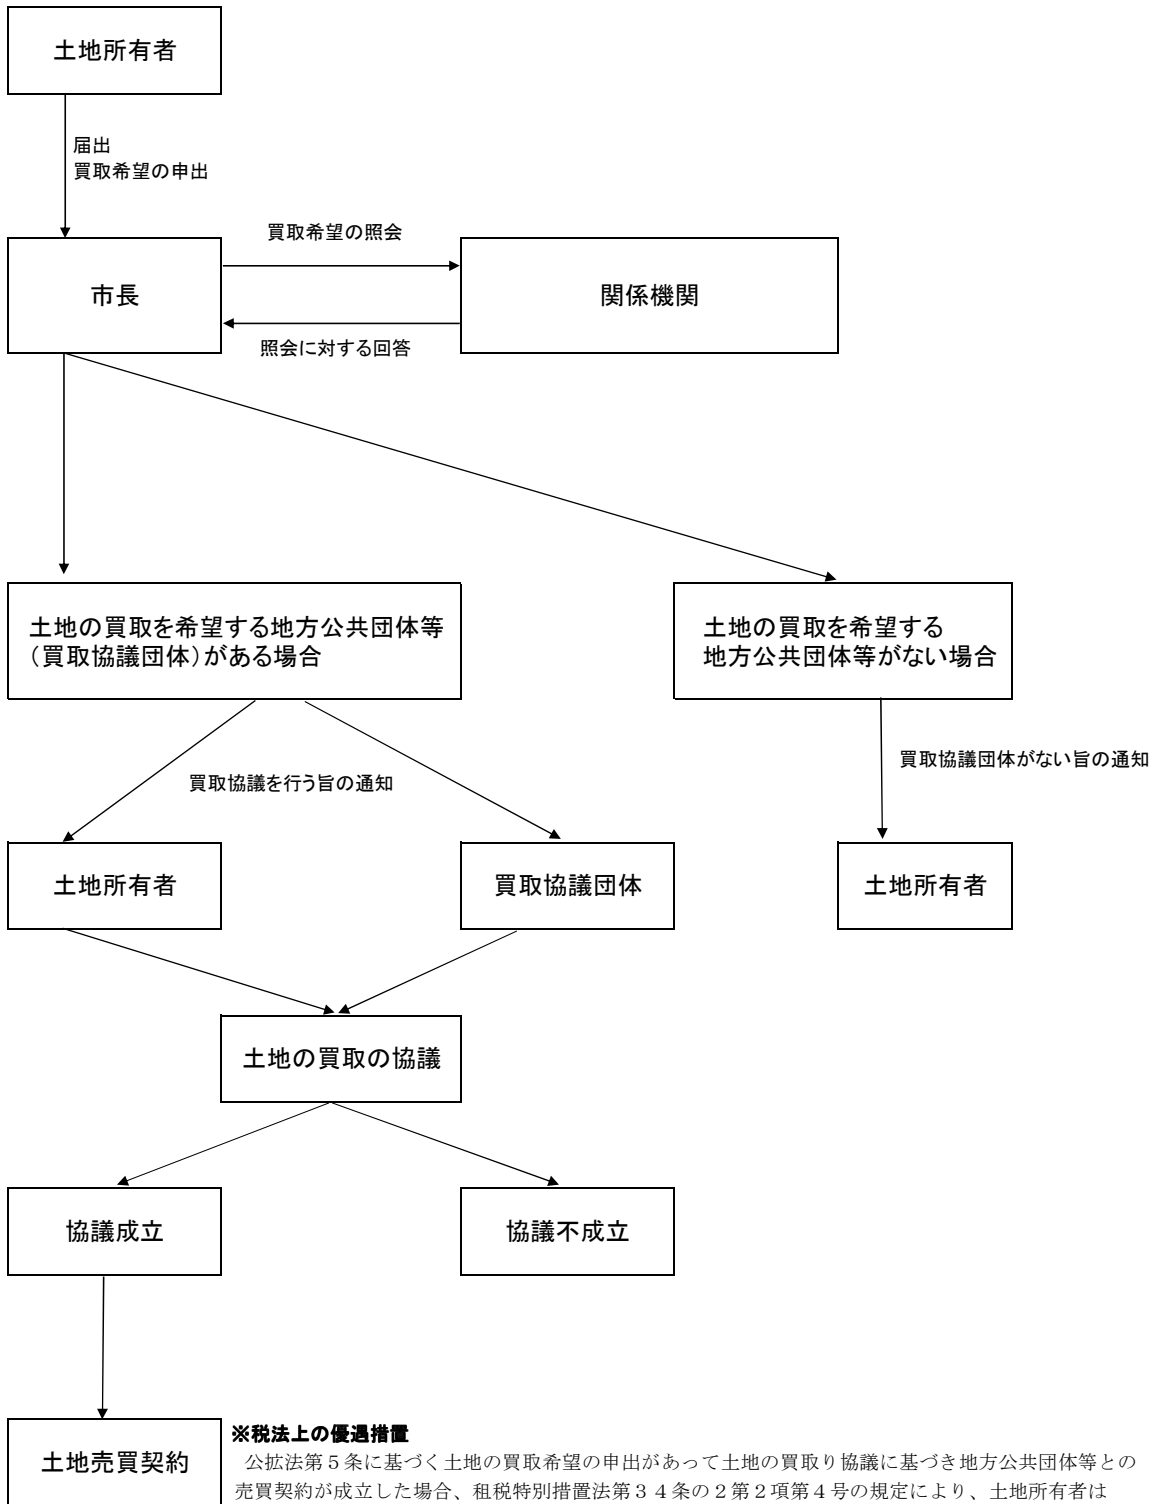 土地所有者
届出
買取希望の申出
買取希望の照会
市長
関係機関
照会に対する回答
土地の買取を希望する地方公共団体等
（買取協議団体）がある場合
土地の買取を希望する
地方公共団体等がない場合
買取協議を行う旨の通知
買取協議団体がない旨の通知
土地所有者
買取協議団体
土地所有者
土地の買取の協議
協議成立
協議不成立
土地売買契約
※税法上の優遇措置
公拡法第５条に基づく土地の買取希望の申出があって土地の買取り協議に基づき地方公共団体等との
売買契約が成立した場合、租税特別措置法第３４条の２第２項第４号の規定により、土地所有者は